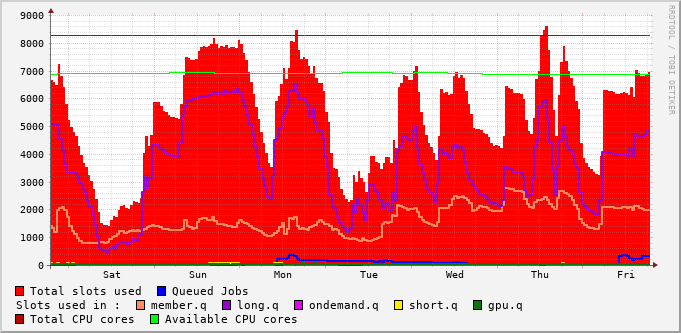 9000
8000
7000
6000
5000
4000
3000
2000
1000
0
Sat Sun Mon Tue Wed Thu Fri
RRDTOOL / TOBI OETIKER
Total slots used Queued Jobs
Slots used in : member.q long.q ondemand.q short.q gpu.q
Total CPU cores Available CPU cores